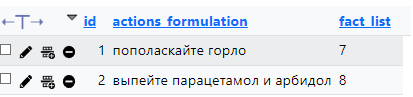 id actions_formulation fact_list
1 пополаскайте горло 7
2 выпейте парацетамол и арбидол 8